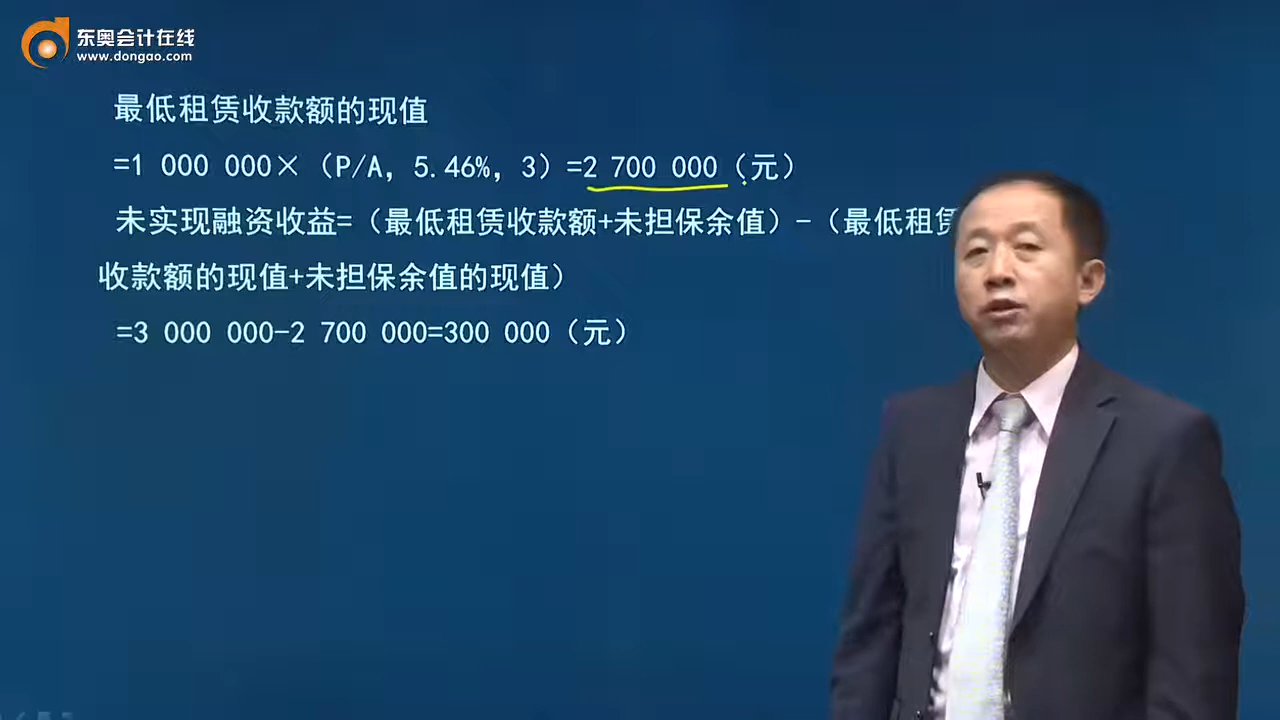 东奥会计在线
www.dongao.com
最低租赁收款额的现值
=1 000 000×（P/A，5.46%，3）=2 700 000（元）
未实现融资收益=（最低租赁收款额+未担保余值）-（最低租赁
收款额的现值+未担保余值的现值）
=3 000 000-2 700 000=300 000（元）